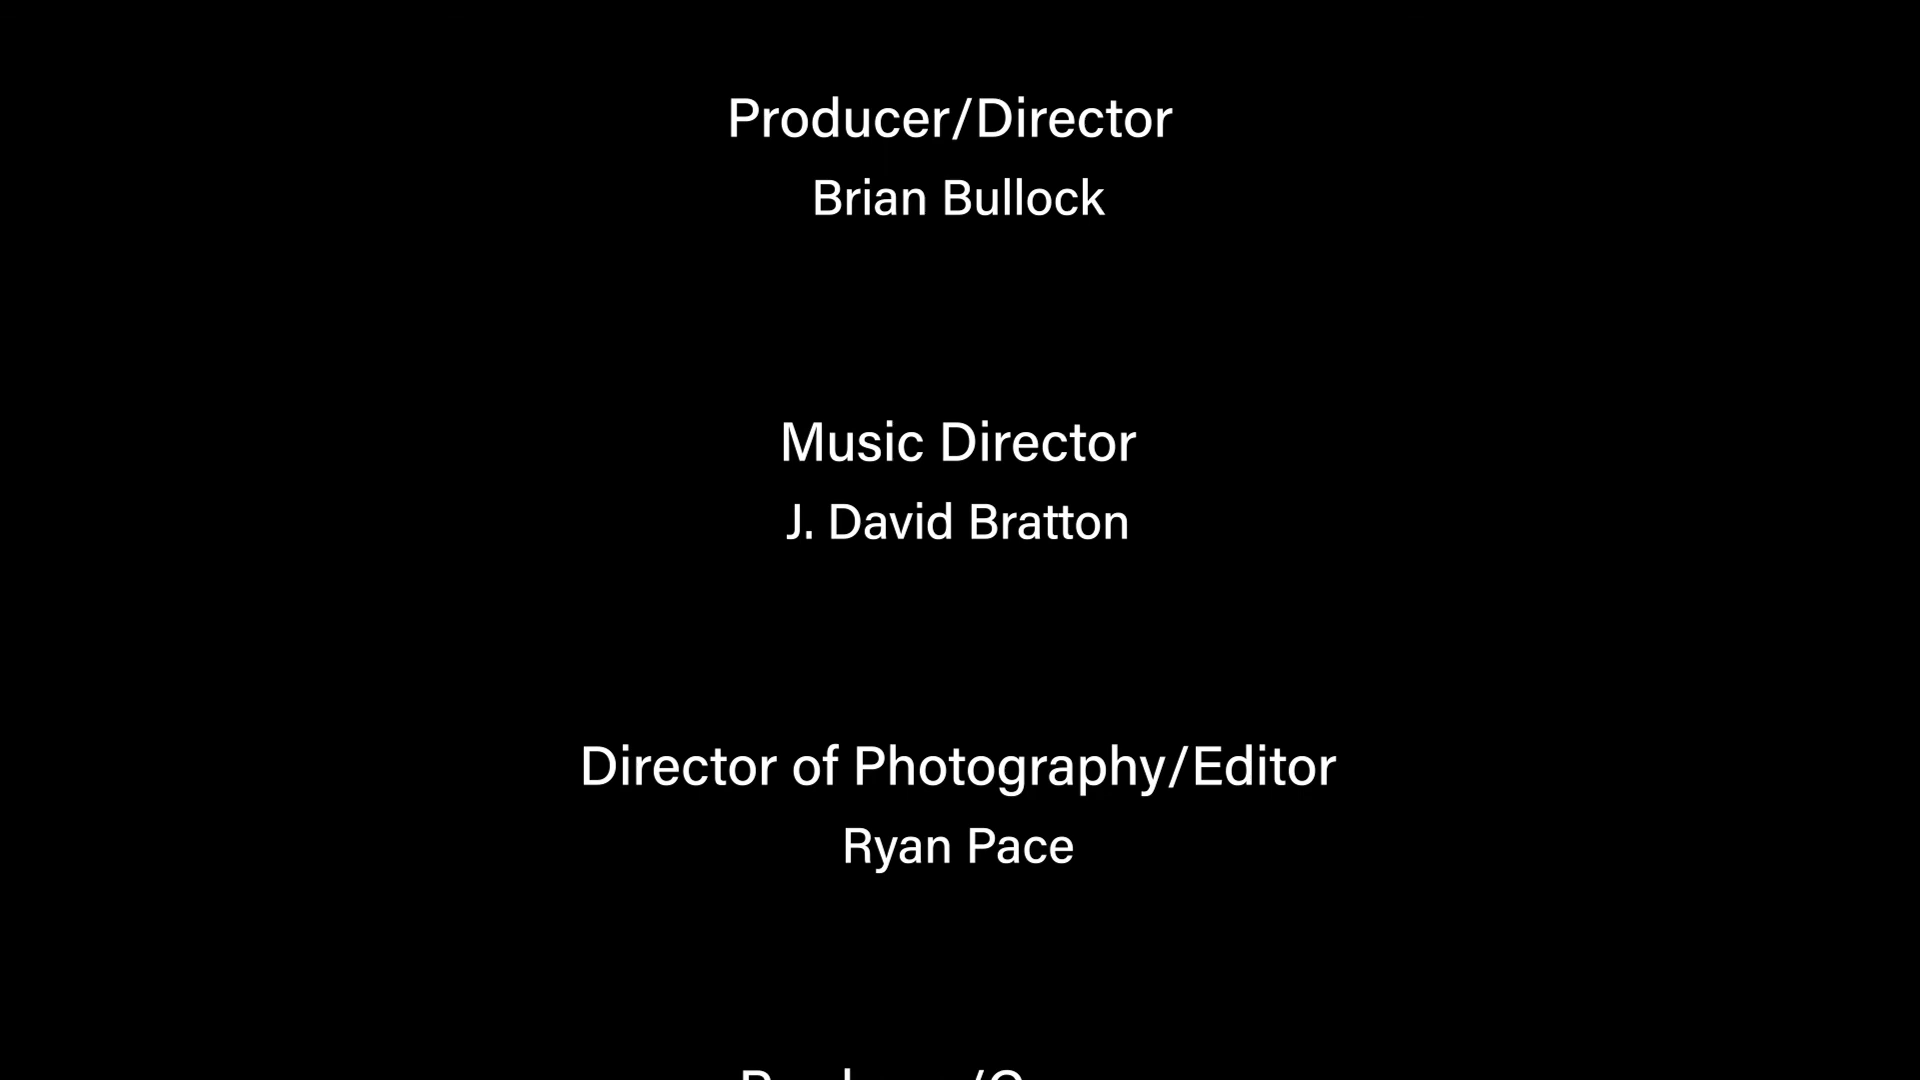 Producer/Director
Brian Bullock
Music Director
J. David Bratton
Director of Photography/Editor
Ryan Pace